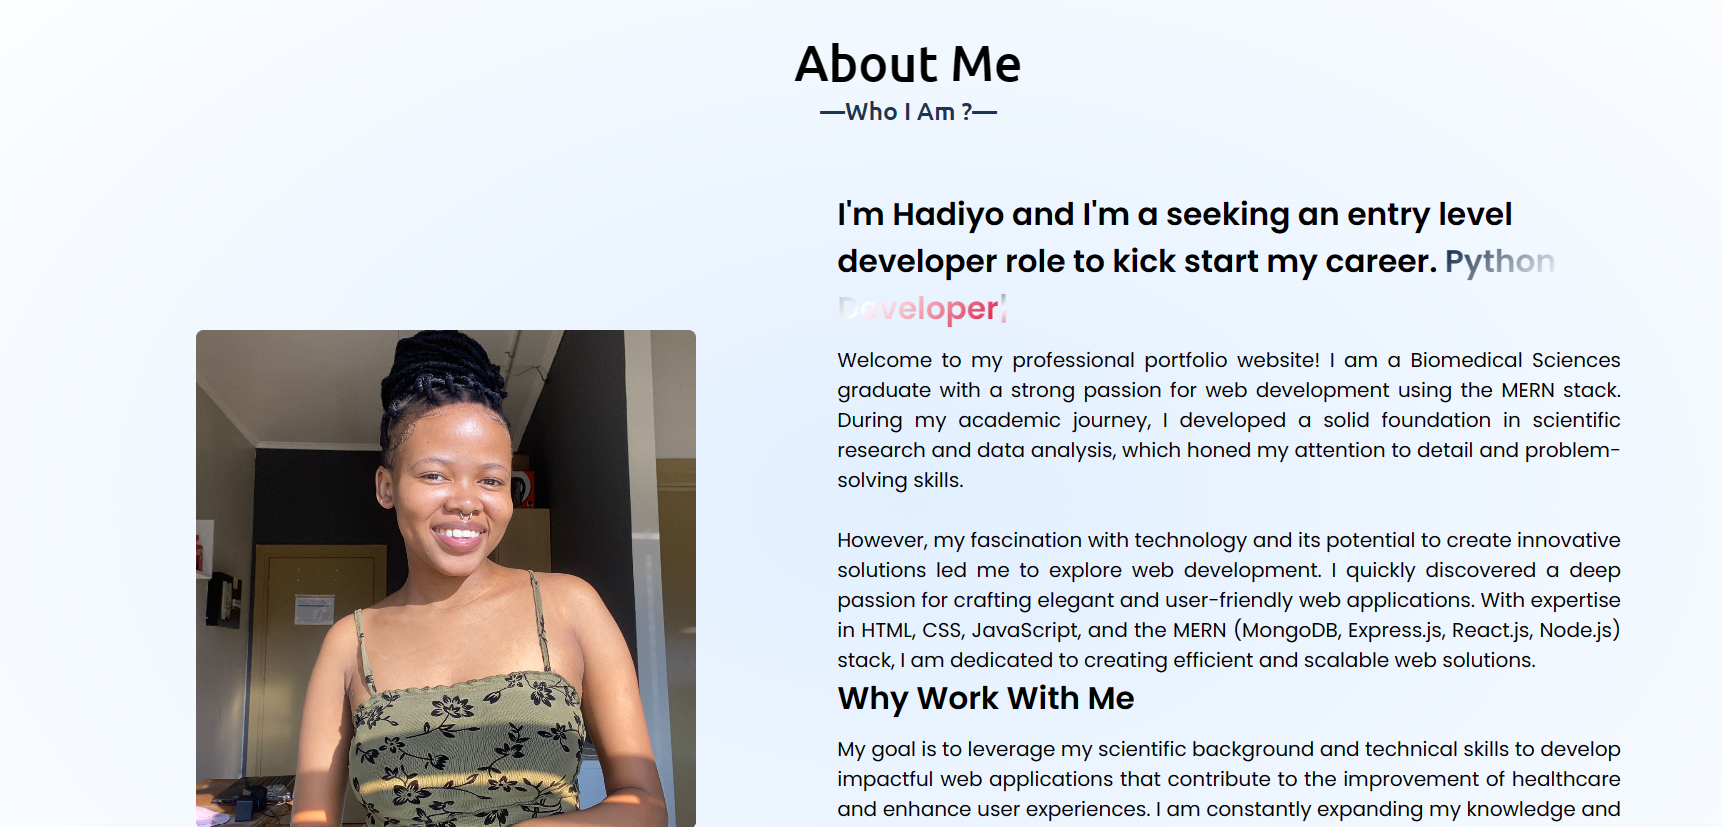 About Me
—Who I Am ?—
I'm Hadiyo and I'm a seeking an entry level
developer role to kick start my career. Python
Developer|
Welcome to my professional portfolio website! I am a Biomedical Sciences
graduate with a strong passion for web development using the MERN stack.
During my academic journey, I developed a solid foundation in scientific
research and data analysis, which honed my attention to detail and problem-
solving skills.
However, my fascination with technology and its potential to create innovative
solutions led me to explore web development. I quickly discovered a deep
passion for crafting elegant and user-friendly web applications. With expertise
in HTML, CSS, JavaScript, and the MERN (MongoDB, Express.js, React.js, Node.js)
stack, I am dedicated to creating efficient and scalable web solutions.
Why Work With Me
My goal is to leverage my scientific background and technical skills to develop
impactful web applications that contribute to the improvement of healthcare
and enhance user experiences. I am constantly expanding my knowledge and